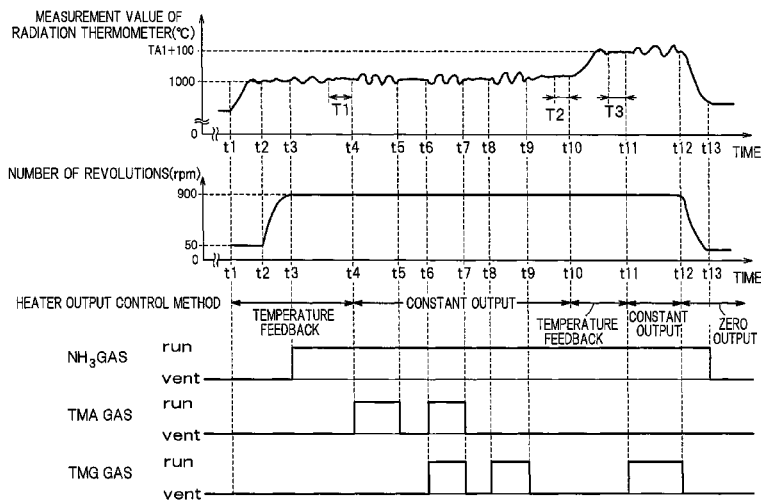 MEASUREMENT VALUE OF
RADIATION THERMOMETER(°C)
TA1+100
1000
0
T1
T2
T3
t1 t2 t3 t4 t5 t6 t7 t8 t9 t10 t11 t12 t13 TIME
NUMBER OF REVOLUTIONS(rpm)
900
50
0
t1 t2 t3 t4 t5 t6 t7 t8 t9 t10 t11 t12 t13 TIME
HEATER OUTPUT CONTROL METHOD
TEMPERATURE
FEEDBACK
CONSTANT OUTPUT
TEMPERATURE
FEEDBACK
CONSTANT
OUTPUT
ZERO
OUTPUT
NH₃GAS
run
vent
TMA GAS
run
vent
TMG GAS
run
vent